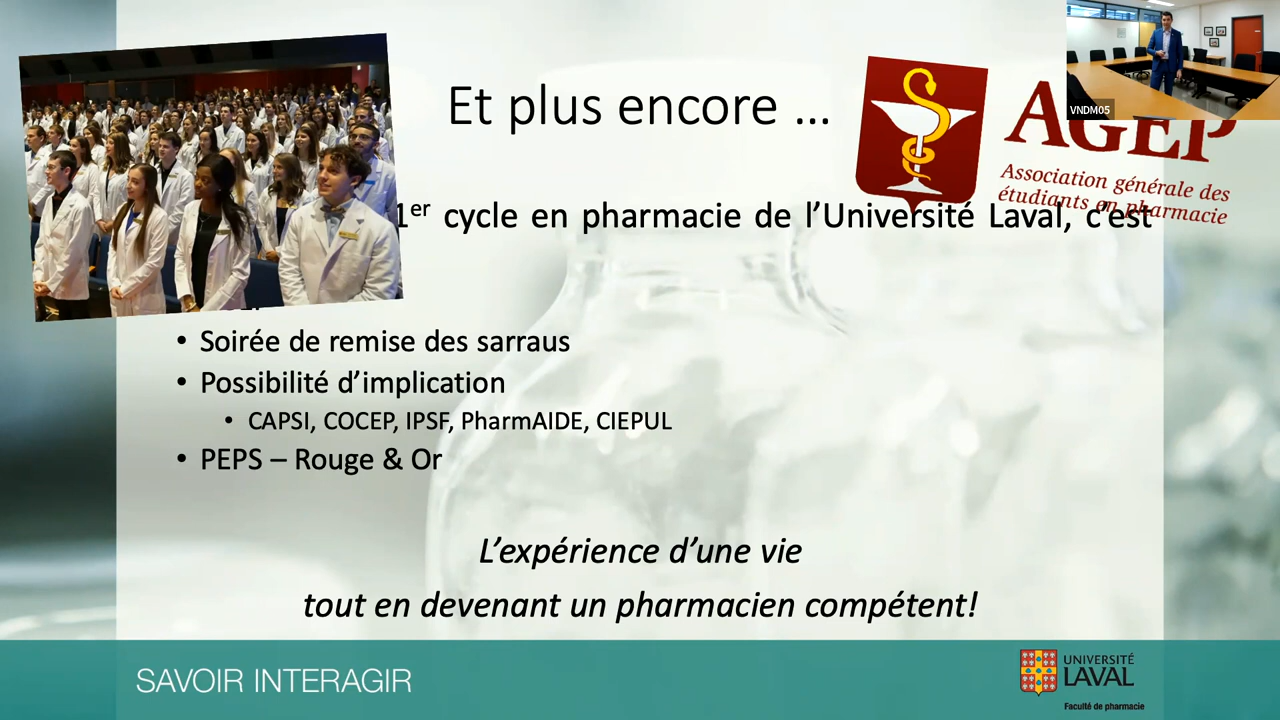 Et plus encore ...
VNDM05
AGEP
Association générale des
étudiants en pharmacie
1er cycle en pharmacie de l'Université Laval, c'est
• Soirée de remise des sarraus
• Possibilité d'implication
• CAPSI, COCEP, IPSF, PharmAIDE, CIEPUL
• PEPS – Rouge & Or
L'expérience d'une vie
tout en devenant un pharmacien compétent!
SAVOIR INTERAGIR
UNIVERSITÉ
LAVAL
Faculté de pharmacie